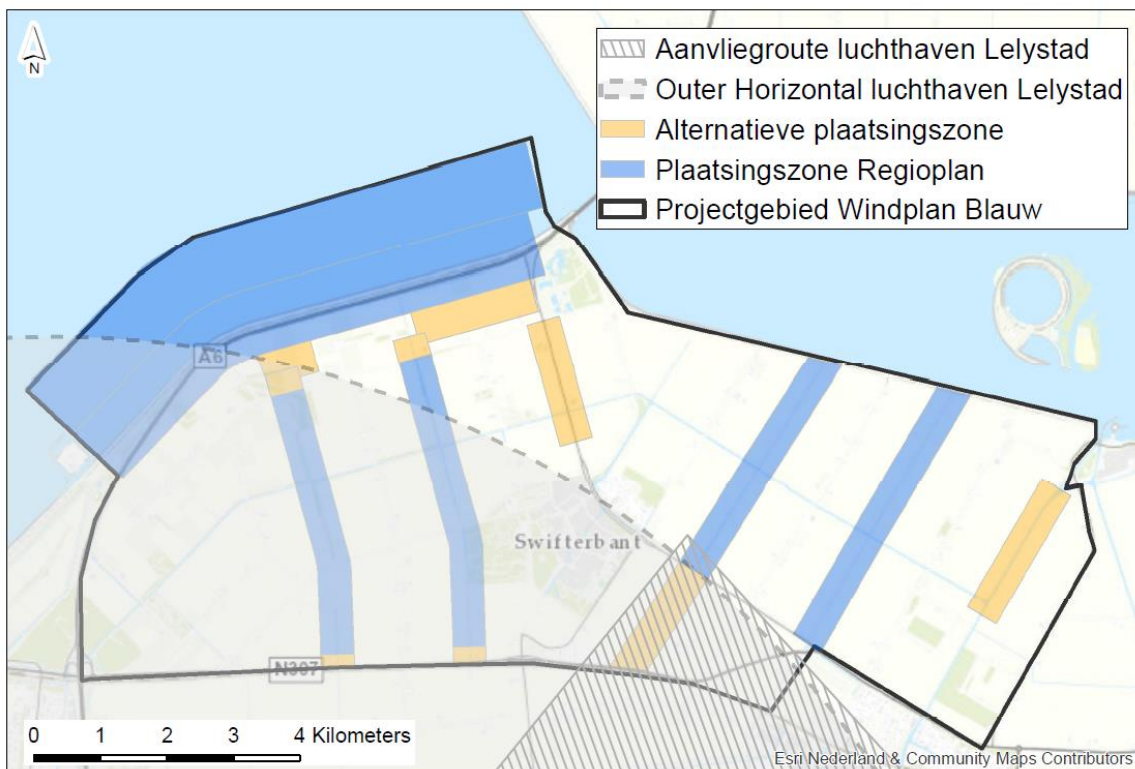 N
Aanvliegroute luchthaven Lelystad
Outer Horizontal luchthaven Lelystad
Alternatieve plaatsingszone
Plaatsingszone Regioplan
Projectgebied Windplan Blauw
A6
Swifterbant
N307
0 1 2 3 4 Kilometers
Esri Nederland & Community Maps Contributors